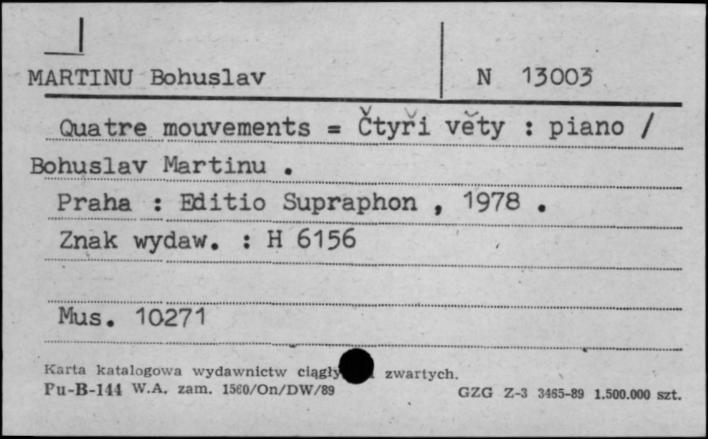 MARTINU Bohuslav N 13003
Quatre mouvements = Čtyři věty : piano /
Bohuslav Martinu .
Praha : Editio Supraphon , 1978 .
Znak wydaw. : H 6156
Mus. 10271
Karta katalogowa wydawnictw ciągły zwartych.
Pu-B-144 W.A. zam. 1560/On/DW/89 GZG Z-3 3465-89 1.500.000 szt.